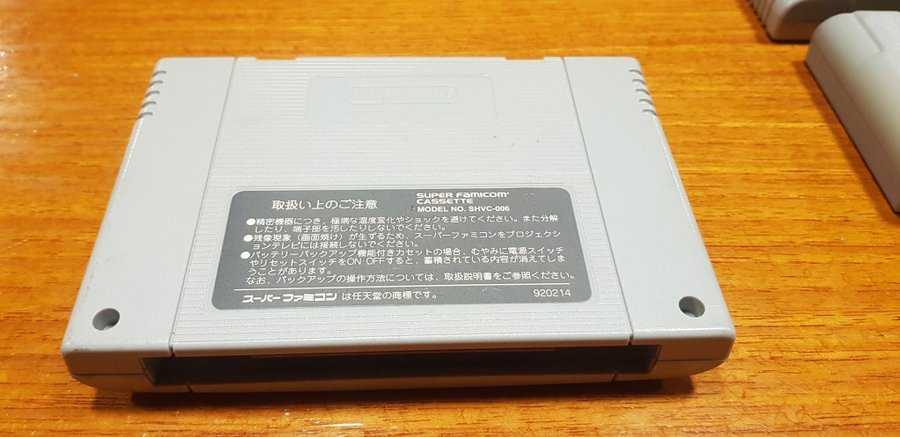 Nintendo
取扱い上のご注意
SUPER FAMICOM
CASSETTE
MODEL NO. SHVC-006
●精密機器につき、極端な温度変化やショックを避けてください。また分解
したり、端子部を汚したりしないでください。
●残像現象（画面焼け）が生ずるため、スーパーファミコンをプロジェクシ
ョンテレビには接続しないでください。
●バッテリーバックアップ機能付きカセットの場合、むやみに電源スイッチ
やリセットスイッチをON·OFFすると、蓄積されている内容が消えてしま
うことがあります。
なお、バックアップの操作方法については、取扱説明書をご参照ください。
スーパーファミコン は任天堂の商標です。
920214